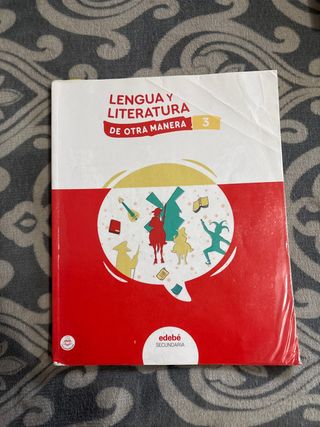 LENGUA Y
LITERATURA
DE OTRA MANERA 3
edebé
SECUNDARIA